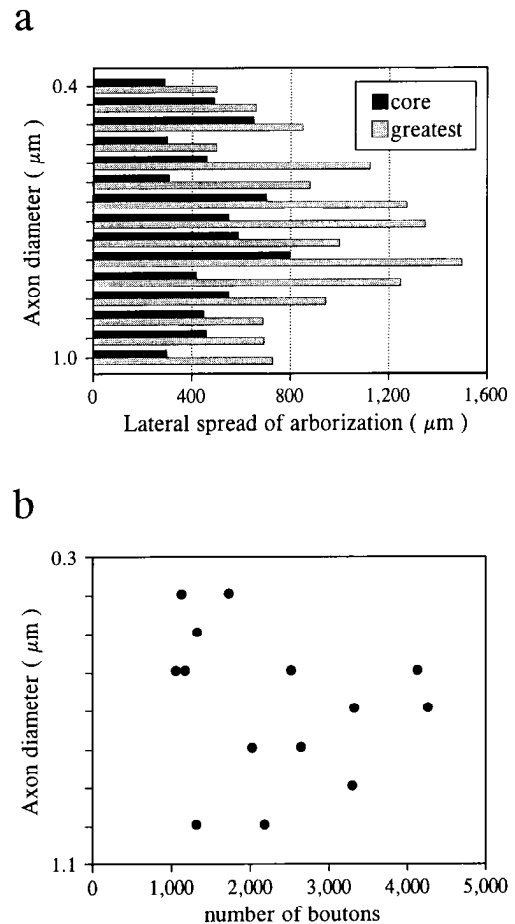 a
0.4
core
greatest
Axon diameter ( μm )
1.0
0 400 800 1,200 1,600
Lateral spread of arborization ( μm )
b
0.3
Axon diameter ( μm )
1.1
0 1,000 2,000 3,000 4,000 5,000
number of boutons